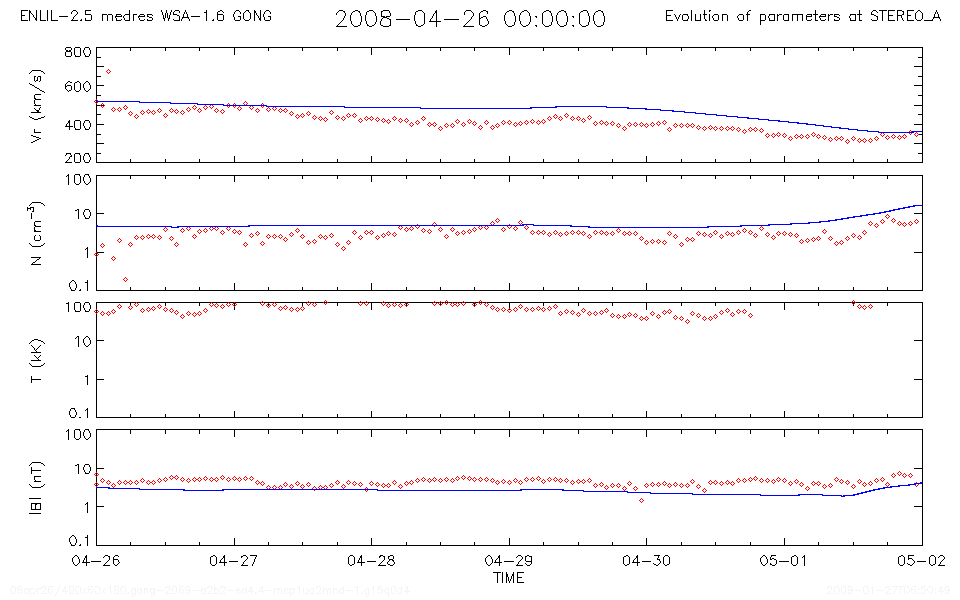 ENLIL-2.5 medres WSA-1.6 GONG
2008-04-26 00:00:00
Evolution of parameters at STEREO_A
800
600
400
200
Vr (km/s)
100
10
1
0.1
N (cm⁻³)
100
10
1
0.1
T (kK)
100
10
1
0.1
|B| (nT)
04-26 04-27 04-28 04-29 04-30 05-01 05-02
TIME